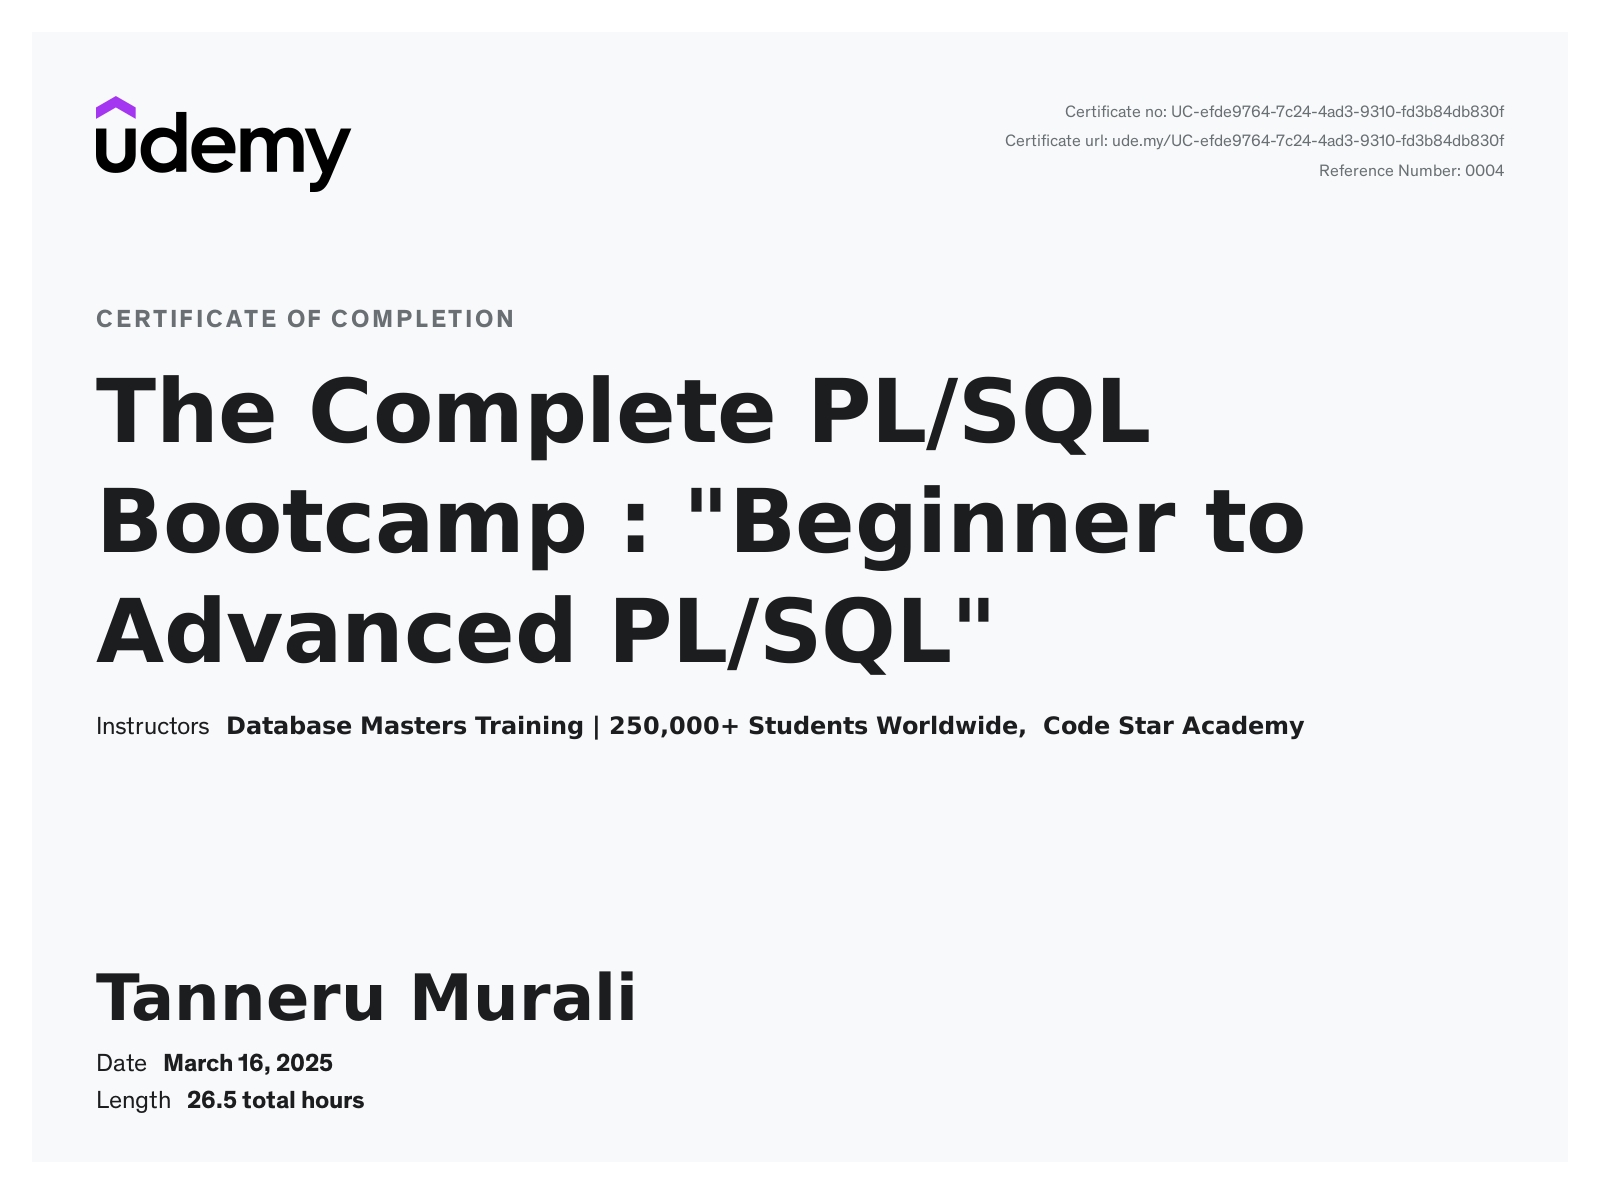 udemy
Certificate no: UC-efde9764-7c24-4ad3-9310-fd3b84db830f
Certificate url: ude.my/UC-efde9764-7c24-4ad3-9310-fd3b84db830f
Reference Number: 0004
CERTIFICATE OF COMPLETION
The Complete PL/SQL
Bootcamp : "Beginner to
Advanced PL/SQL"
Instructors Database Masters Training | 250,000+ Students Worldwide, Code Star Academy
Tanneru Murali
Date March 16, 2025
Length 26.5 total hours